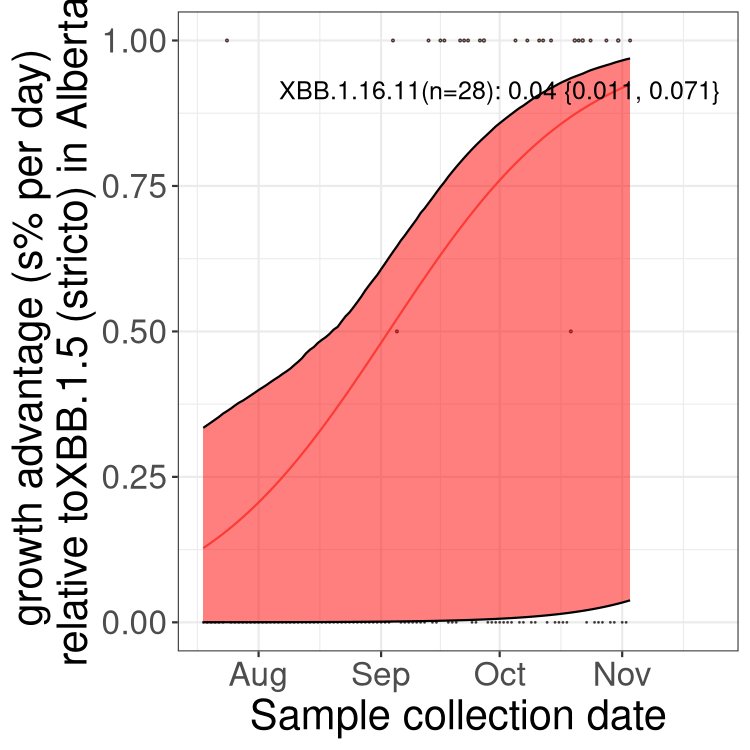 growth advantage (s% per day)
relative toXBB.1.5 (stricto) in Alberta
1.00
0.75
0.50
0.25
0.00
XBB.1.16.11(n=28): 0.04 {0.011, 0.071}
Aug Sep Oct Nov
Sample collection date